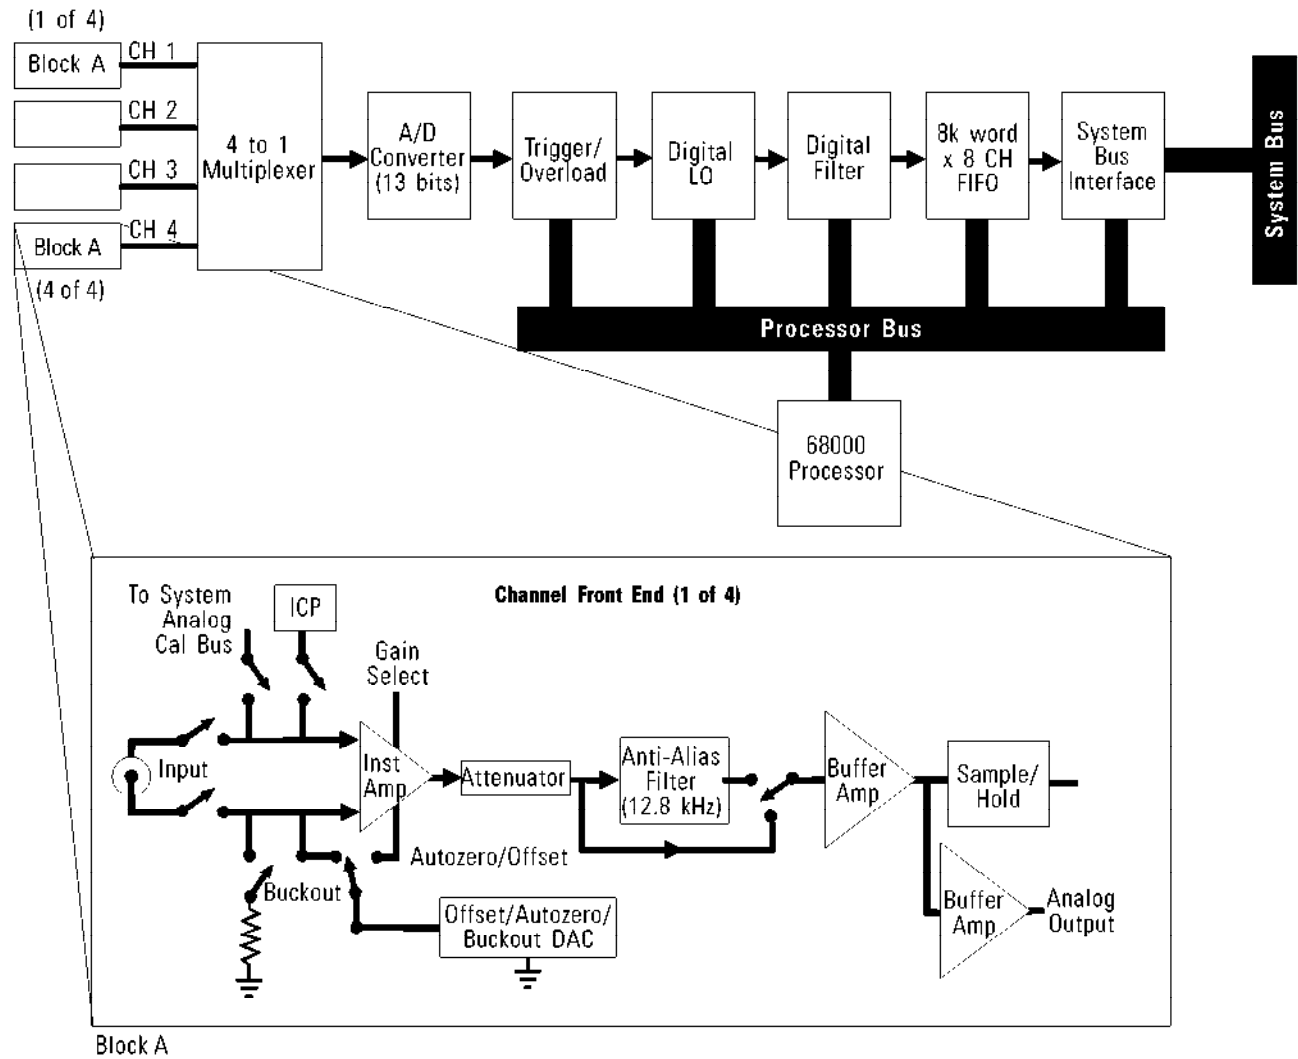 (1 of 4)
Block A
CH 1
CH 2
CH 3
CH 4
Block A
(4 of 4)
4 to 1
Multiplexer
A/D
Converter
(13 bits)
Trigger/
Overload
Digital
LO
Digital
Filter
8k word
x 8 CH
FIFO
System
Bus
Interface
System Bus
Processor Bus
68000
Processor
Channel Front End (1 of 4)
To System
Analog
Cal Bus
ICP
Gain
Select
Input
Inst
Amp
Attenuator
Anti-Alias
Filter
(12.8 kHz)
Buffer
Amp
Sample/
Hold
Autozero/Offset
Buckout
Offset/Autozero/
Buckout DAC
Buffer
Amp
Analog
Output
Block A